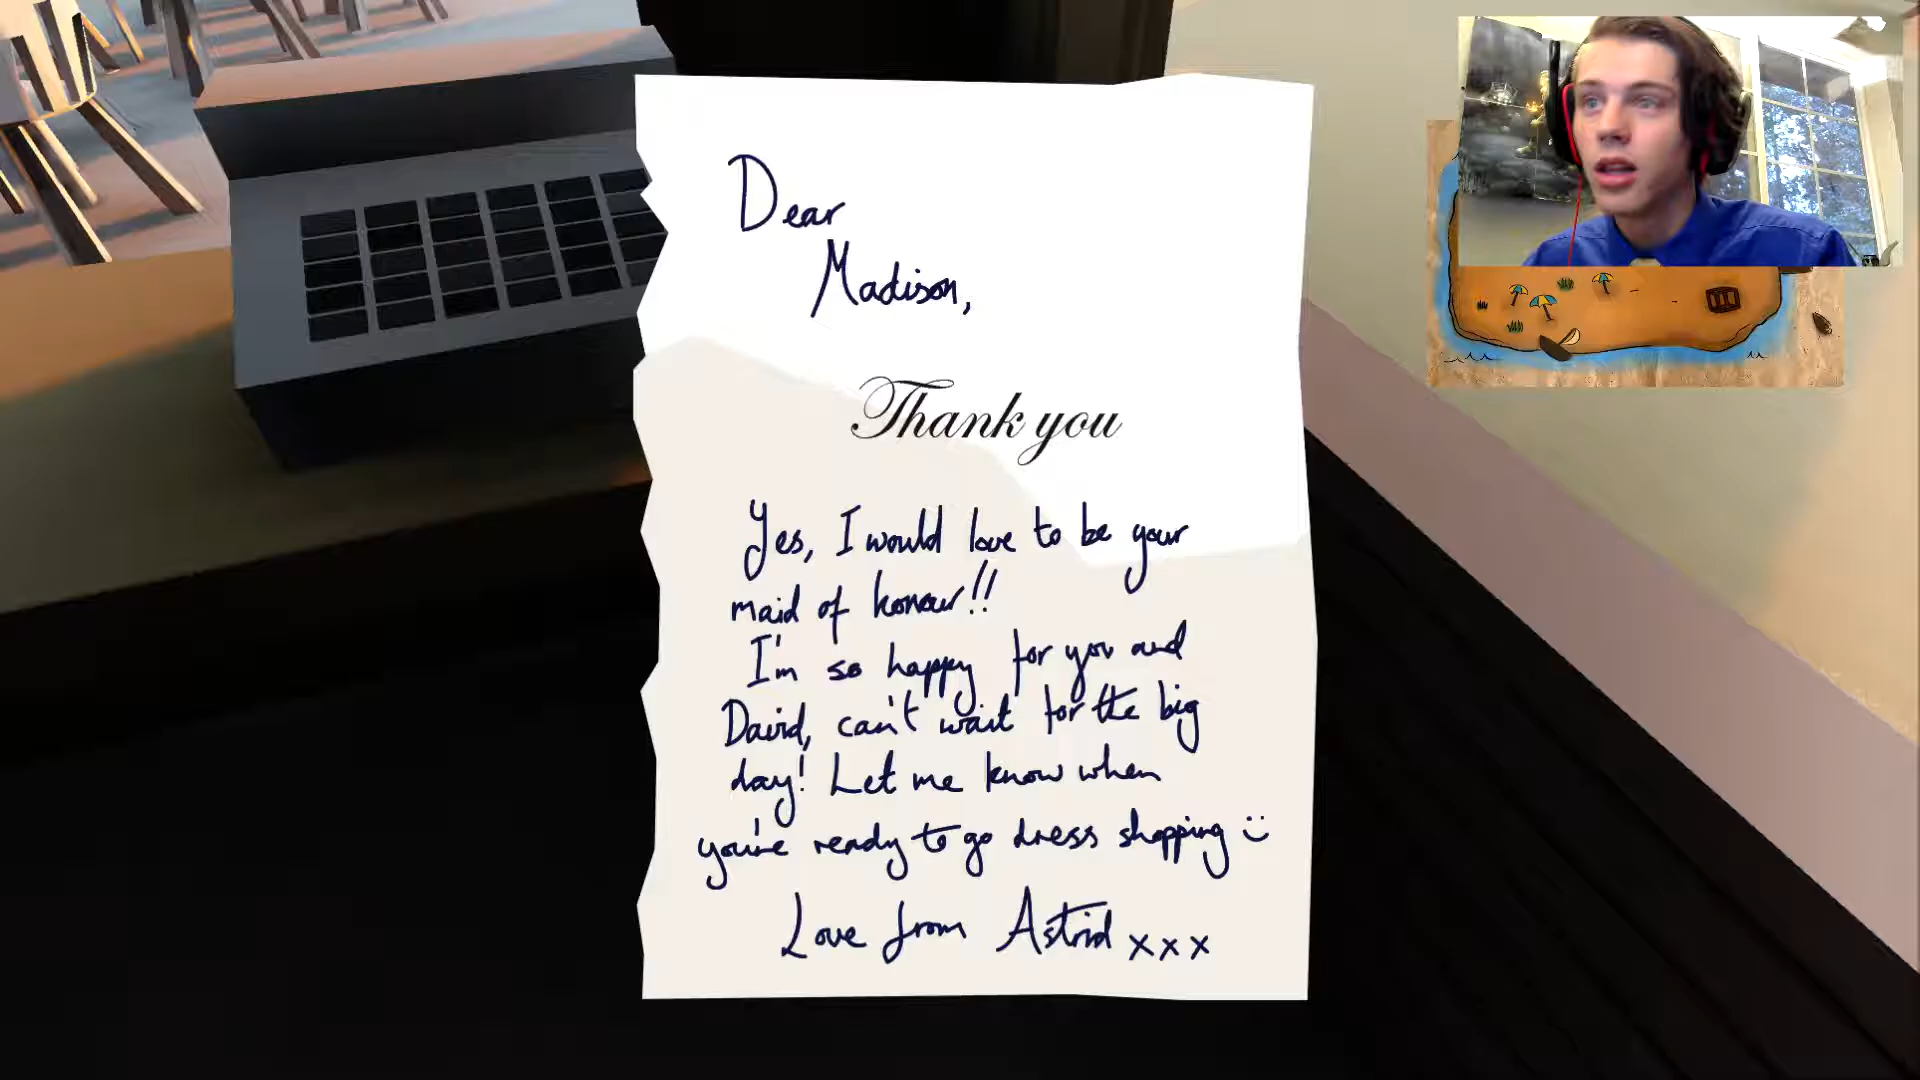 Dear
Madison,
Thank you
Yes, I would love to be your
maid of honour!!
I'm so happy for you and
David, can't wait for the big
day! Let me know when
you're ready to go dress shopping :)
Love from Astrid xxx